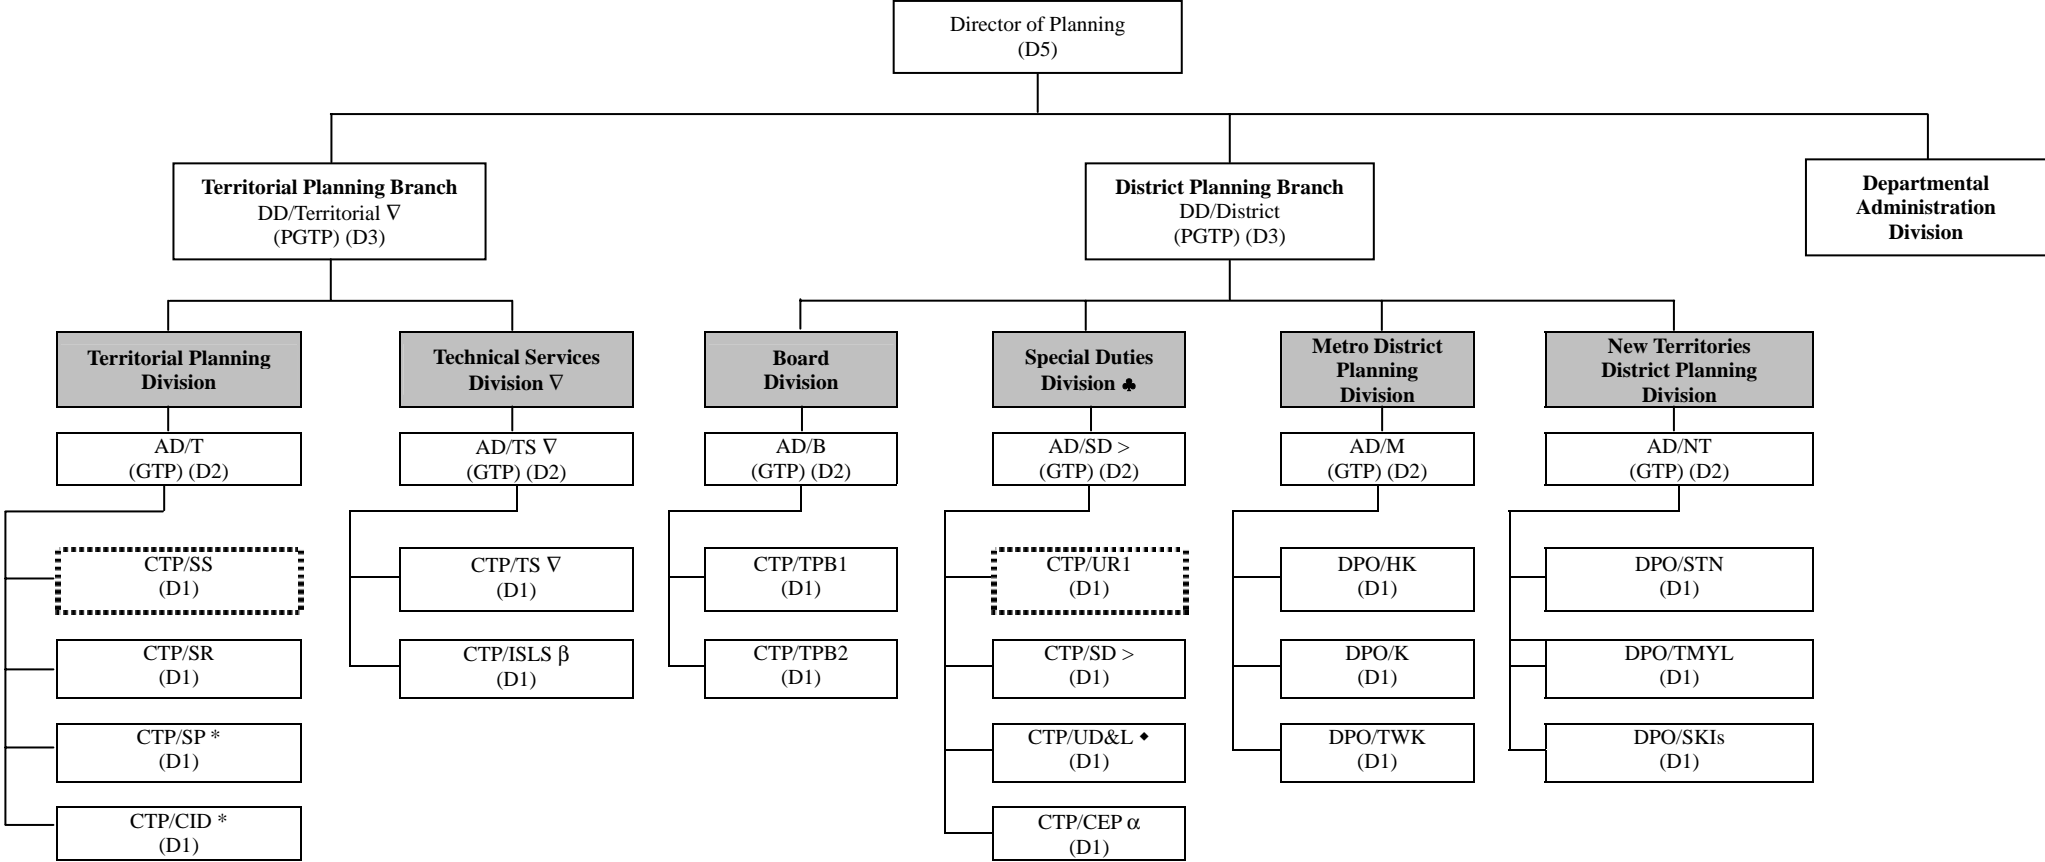 Director of Planning
(D5)
Territorial Planning Branch
DD/Territorial ∇
(PGTP) (D3)
District Planning Branch
DD/District
(PGTP) (D3)
Departmental
Administration
Division
Territorial Planning
Division
Technical Services
Division ∇
Board
Division
Special Duties
Division ♣
Metro District
Planning
Division
New Territories
District Planning
Division
AD/T
(GTP) (D2)
AD/TS ∇
(GTP) (D2)
AD/B
(GTP) (D2)
AD/SD >
(GTP) (D2)
AD/M
(GTP) (D2)
AD/NT
(GTP) (D2)
CTP/SS
(D1)
CTP/TS ∇
(D1)
CTP/TPB1
(D1)
CTP/UR1
(D1)
DPO/HK
(D1)
DPO/STN
(D1)
CTP/SR
(D1)
CTP/ISLS β
(D1)
CTP/TPB2
(D1)
CTP/SD >
(D1)
DPO/K
(D1)
DPO/TMYL
(D1)
CTP/SP *
(D1)
CTP/UD&L ◆
(D1)
DPO/TWK
(D1)
DPO/SKIs
(D1)
CTP/CID *
(D1)
CTP/CEP α
(D1)